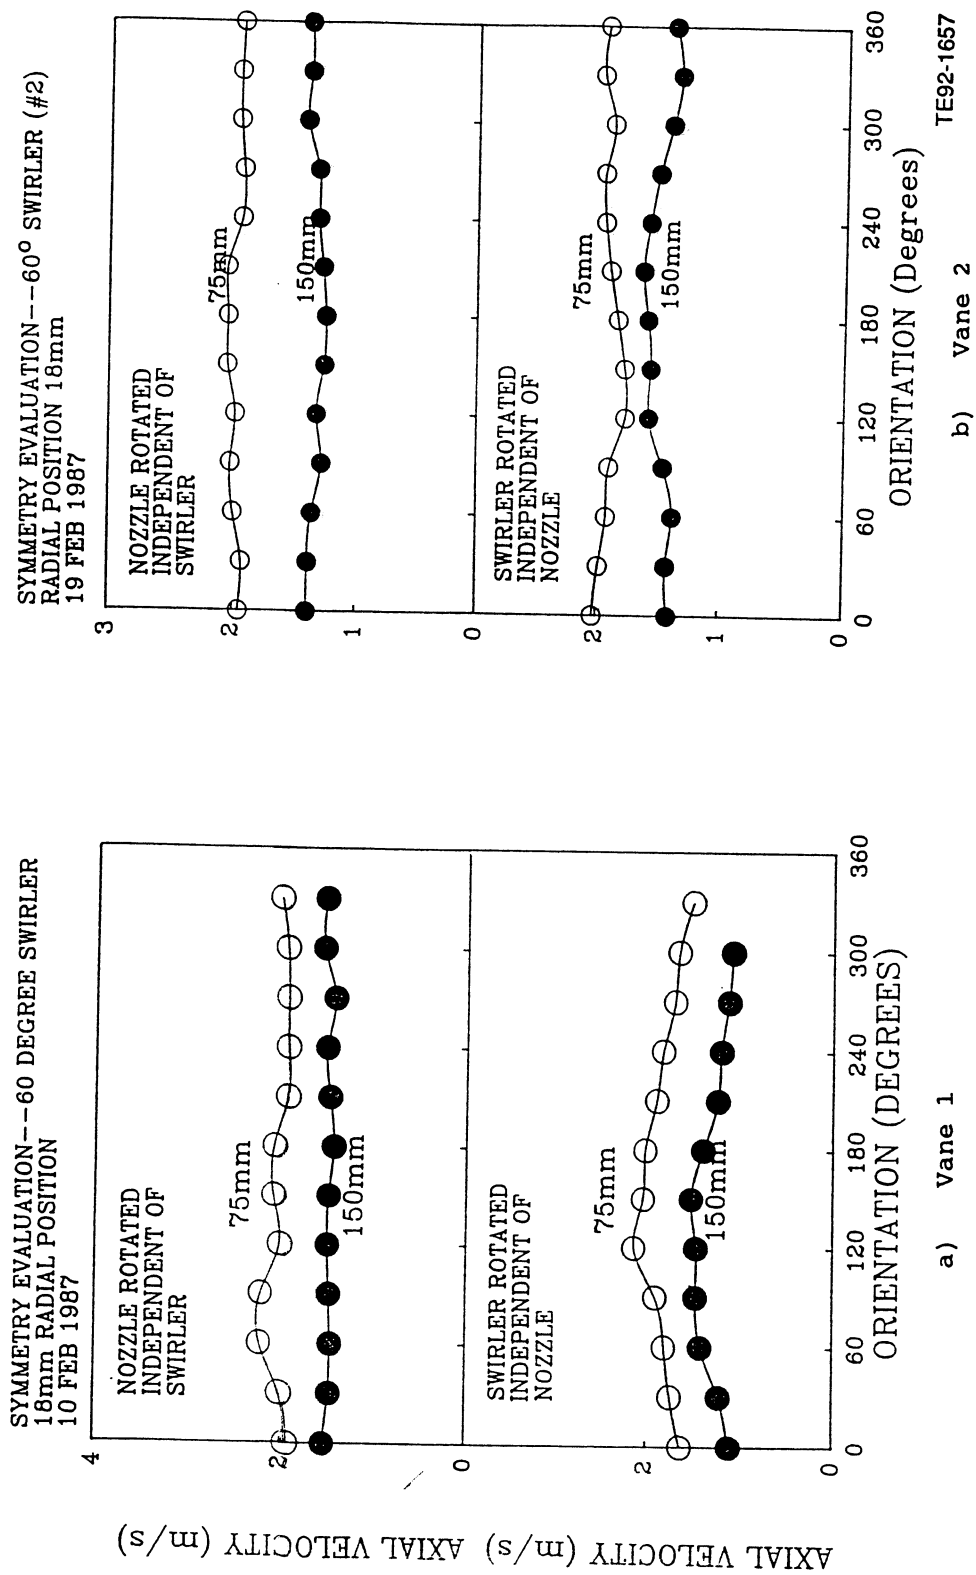 SYMMETRY EVALUATION--60 DEGREE SWIRLER
18mm RADIAL POSITION
10 FEB 1987
4
NOZZLE ROTATED
INDEPENDENT OF
SWIRLER
75mm
2
150mm
0
SWIRLER ROTATED
INDEPENDENT OF
NOZZLE
75mm
2
150mm
0
0 60 120 180 240 300 360
ORIENTATION (DEGREES)
AXIAL VELOCITY (m/s)
AXIAL VELOCITY (m/s)
a) Vane 1
SYMMETRY EVALUATION--60⁰ SWIRLER (#2)
RADIAL POSITION 18mm
19 FEB 1987
3
NOZZLE ROTATED
INDEPENDENT OF
SWIRLER
75mm
2
150mm
1
0
SWIRLER ROTATED
INDEPENDENT OF
NOZZLE
75mm
2
150mm
1
0
0 60 120 180 240 300 360
ORIENTATION (Degrees)
TE92-1657
b) Vane 2